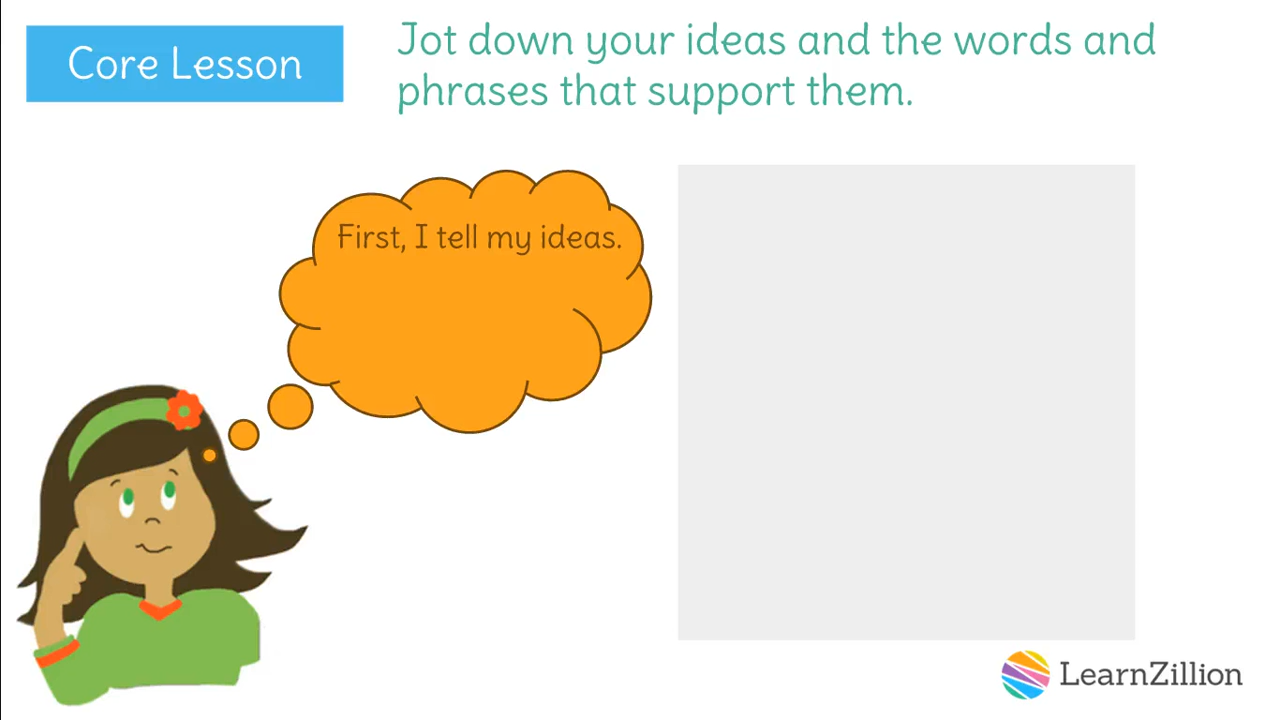 Core Lesson
Jot down your ideas and the words and
phrases that support them.
First, I tell my ideas.
LearnZillion